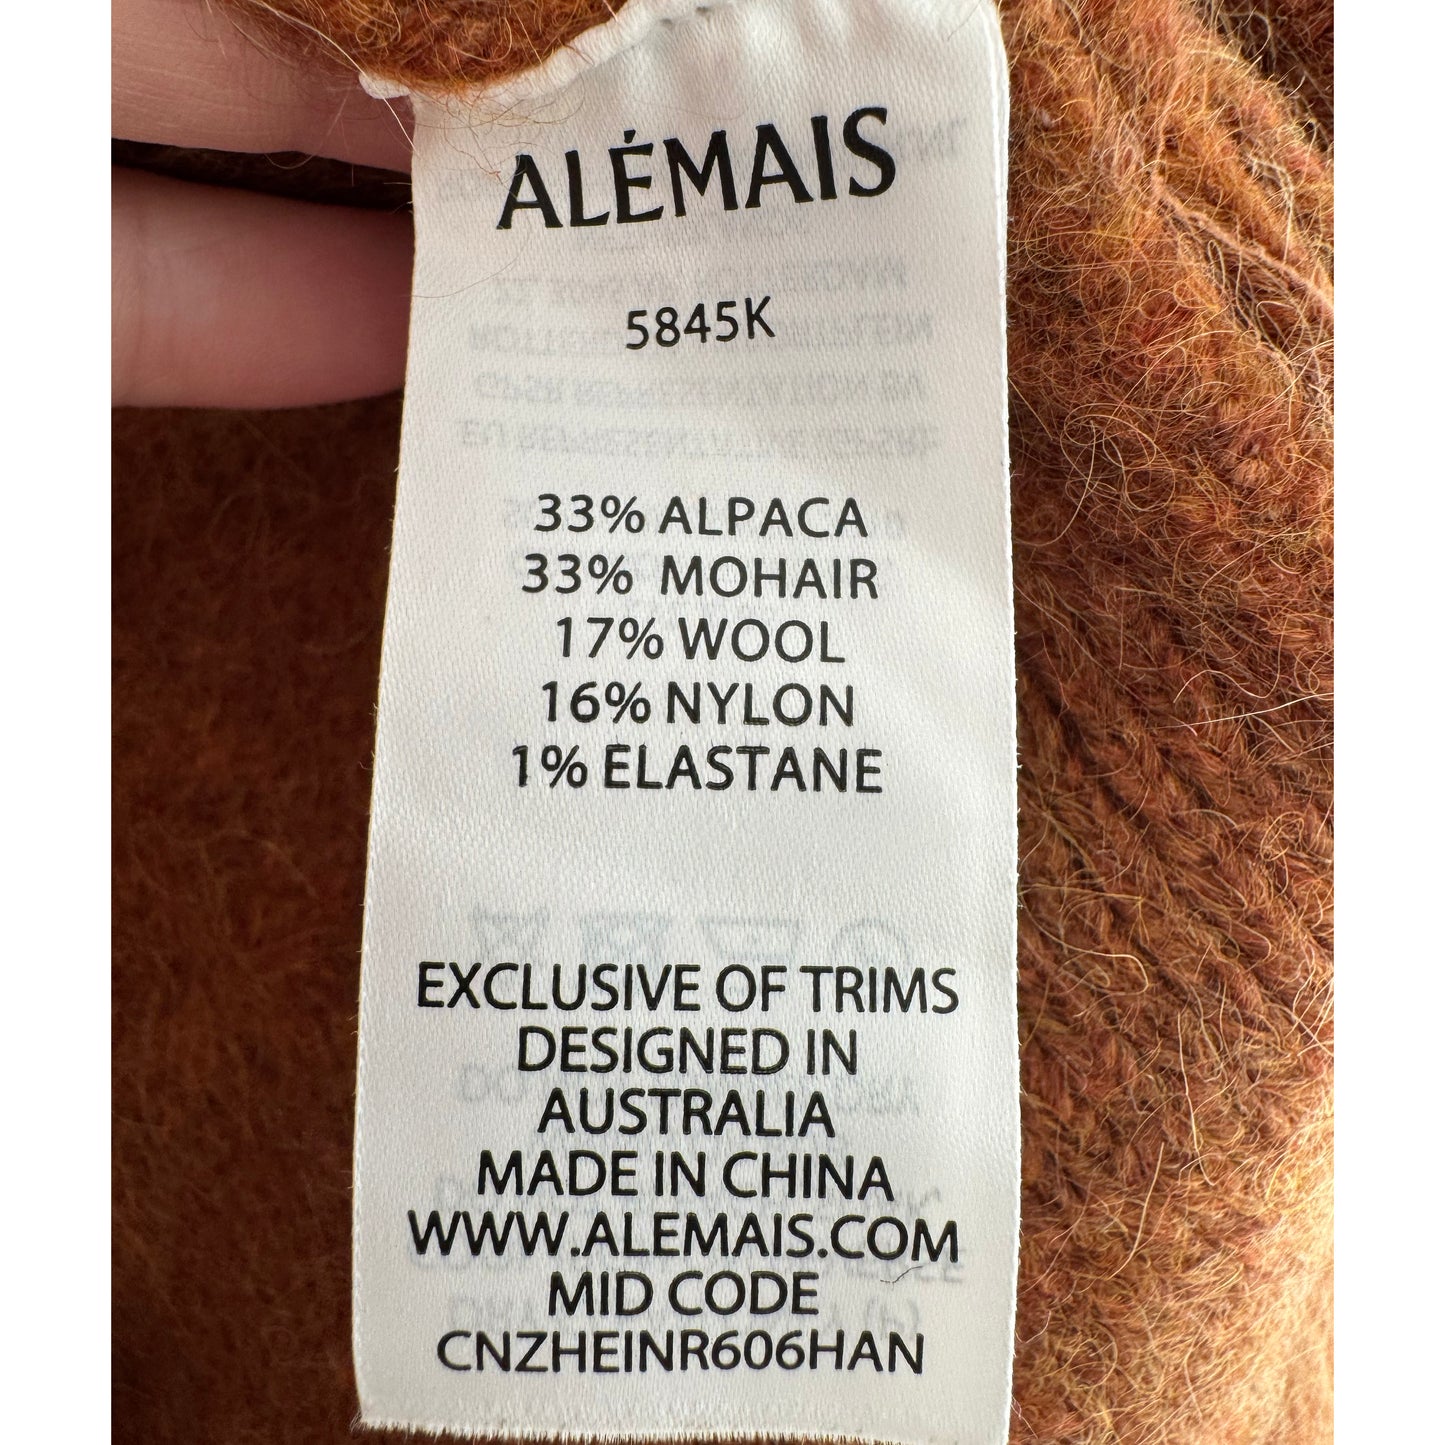 ALÉMAIS
5845K
33% ALPACA
33% MOHAIR
17% WOOL
16% NYLON
1% ELASTANE
EXCLUSIVE OF TRIMS
DESIGNED IN
AUSTRALIA
MADE IN CHINA
WWW.ALEMAIS.COM
MID CODE
CNZHEINR606HAN